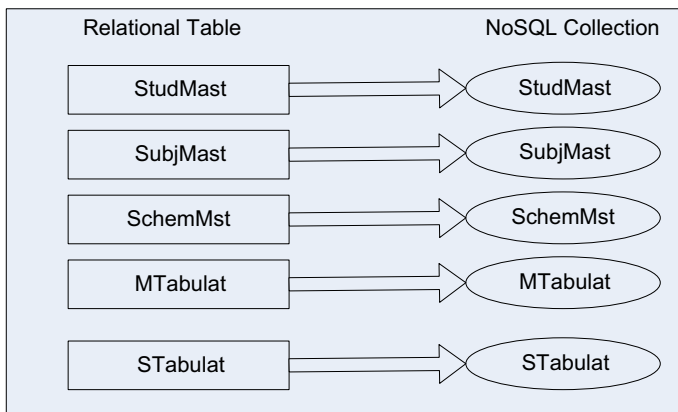 Relational Table NoSQL Collection
StudMast StudMast
SubjMast SubjMast
SchemMst SchemMst
MTabulat MTabulat
STabulat STabulat